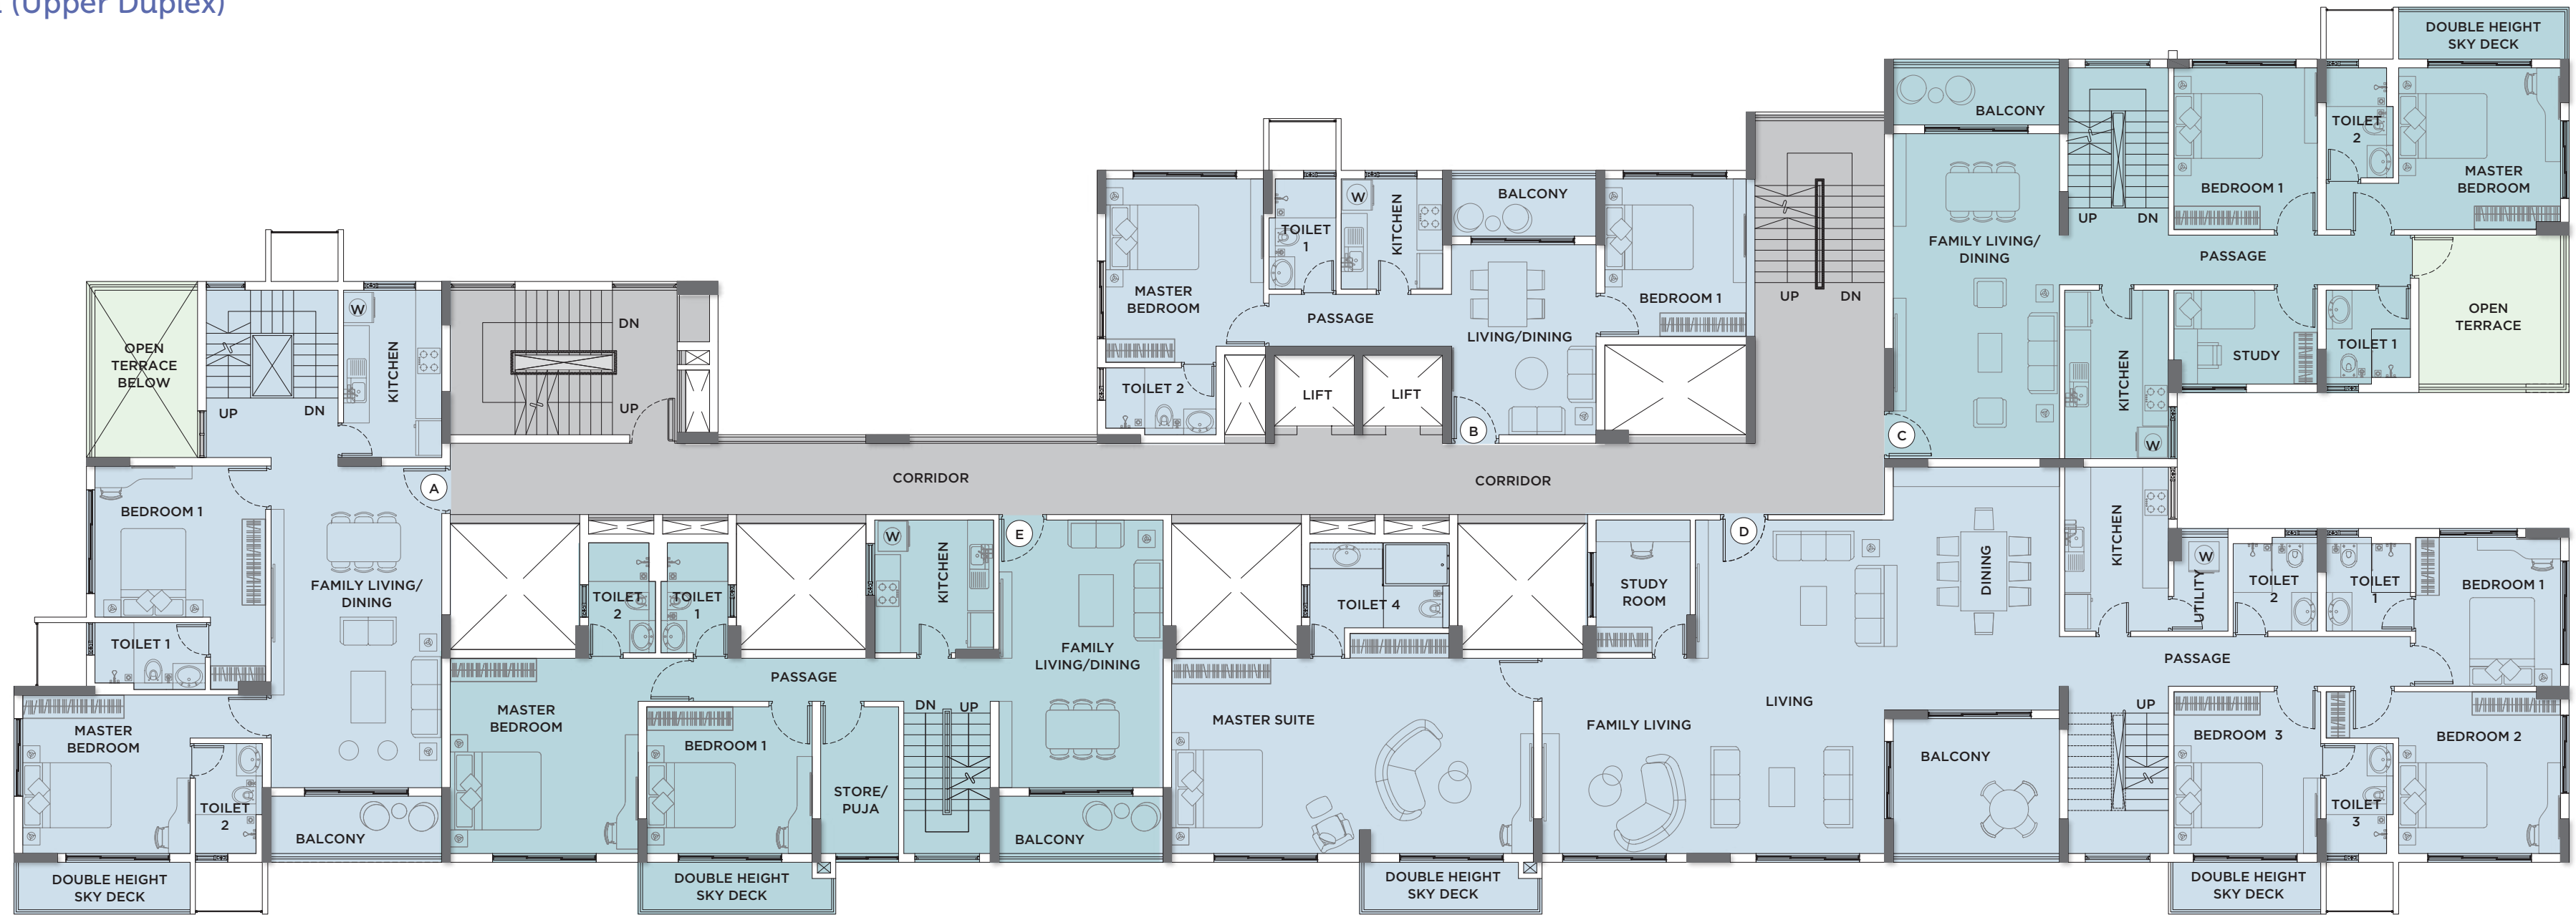 (Upper Duplex)
DOUBLE HEIGHT
SKY DECK
BALCONY
TOILET
2
MASTER
BEDROOM
BEDROOM 1
UP
DN
FAMILY LIVING/
DINING
PASSAGE
OPEN
TERRACE
STUDY
TOILET 1
KITCHEN
W
C
BALCONY
W
KITCHEN
TOILET
1
MASTER
BEDROOM
BEDROOM 1
PASSAGE
LIVING/DINING
TOILET 2
LIFT
LIFT
B
UP
DN
OPEN
TERRACE
BELOW
UP
DN
W
KITCHEN
DN
UP
CORRIDOR
CORRIDOR
A
BEDROOM 1
FAMILY LIVING/
DINING
TOILET 1
MASTER
BEDROOM
TOILET
2
BALCONY
DOUBLE HEIGHT
SKY DECK
TOILET
2
TOILET
1
W
KITCHEN
E
FAMILY
LIVING/DINING
PASSAGE
MASTER
BEDROOM
BEDROOM 1
STORE/
PUJA
DN
UP
BALCONY
DOUBLE HEIGHT
SKY DECK
TOILET 4
STUDY
ROOM
D
DINING
KITCHEN
W
UTILITY
TOILET
2
TOILET
1
BEDROOM 1
PASSAGE
MASTER SUITE
FAMILY LIVING
LIVING
BALCONY
UP
BEDROOM 3
BEDROOM 2
TOILET
3
DOUBLE HEIGHT
SKY DECK
DOUBLE HEIGHT
SKY DECK